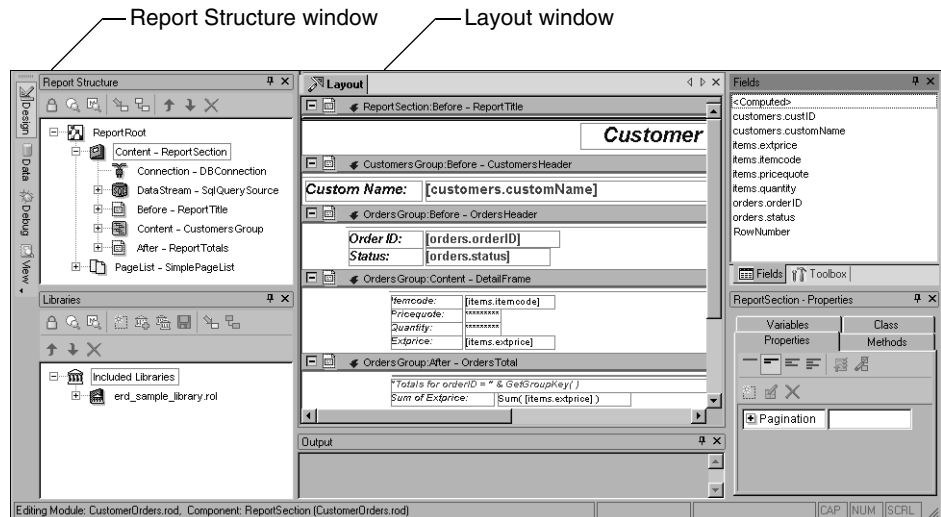 Report Structure window
Layout window
Report Structure
Design
Data
Debug
View
ReportRoot
Content - ReportSection
Connection - DBConnection
DataStream - SqlQuerySource
Before - ReportTitle
Content - CustomersGroup
After - ReportTotals
PageList - SimplePageList
Libraries
Included Libraries
erd_sample_library.rol
Layout
ReportSection:Before - ReportTitle
Customer
CustomersGroup:Before - CustomersHeader
Custom Name: [customers.customName]
OrdersGroup:Before - OrdersHeader
Order ID: [orders.orderID]
Status: [orders.status]
OrdersGroup:Content - DetailFrame
Itemcode: [items.itemcode]
Pricequote: *********
Quantity: *********
Extprice: [items.extprice]
OrdersGroup:After - OrdersTotal
"Totals for orderID = " & GetGroupKey( )
Sum of Extprice: Sum( [items.extprice] )
Output
Fields
<Computed>
customers.custID
customers.customName
items.extprice
items.itemcode
items.pricequote
items.quantity
orders.orderID
orders.status
RowNumber
Fields Toolbox
ReportSection - Properties
Variables Class
Properties Methods
Pagination
Editing Module: CustomerOrders.rod, Component: ReportSection (CustomerOrders.rod)
CAP NUM SCRL